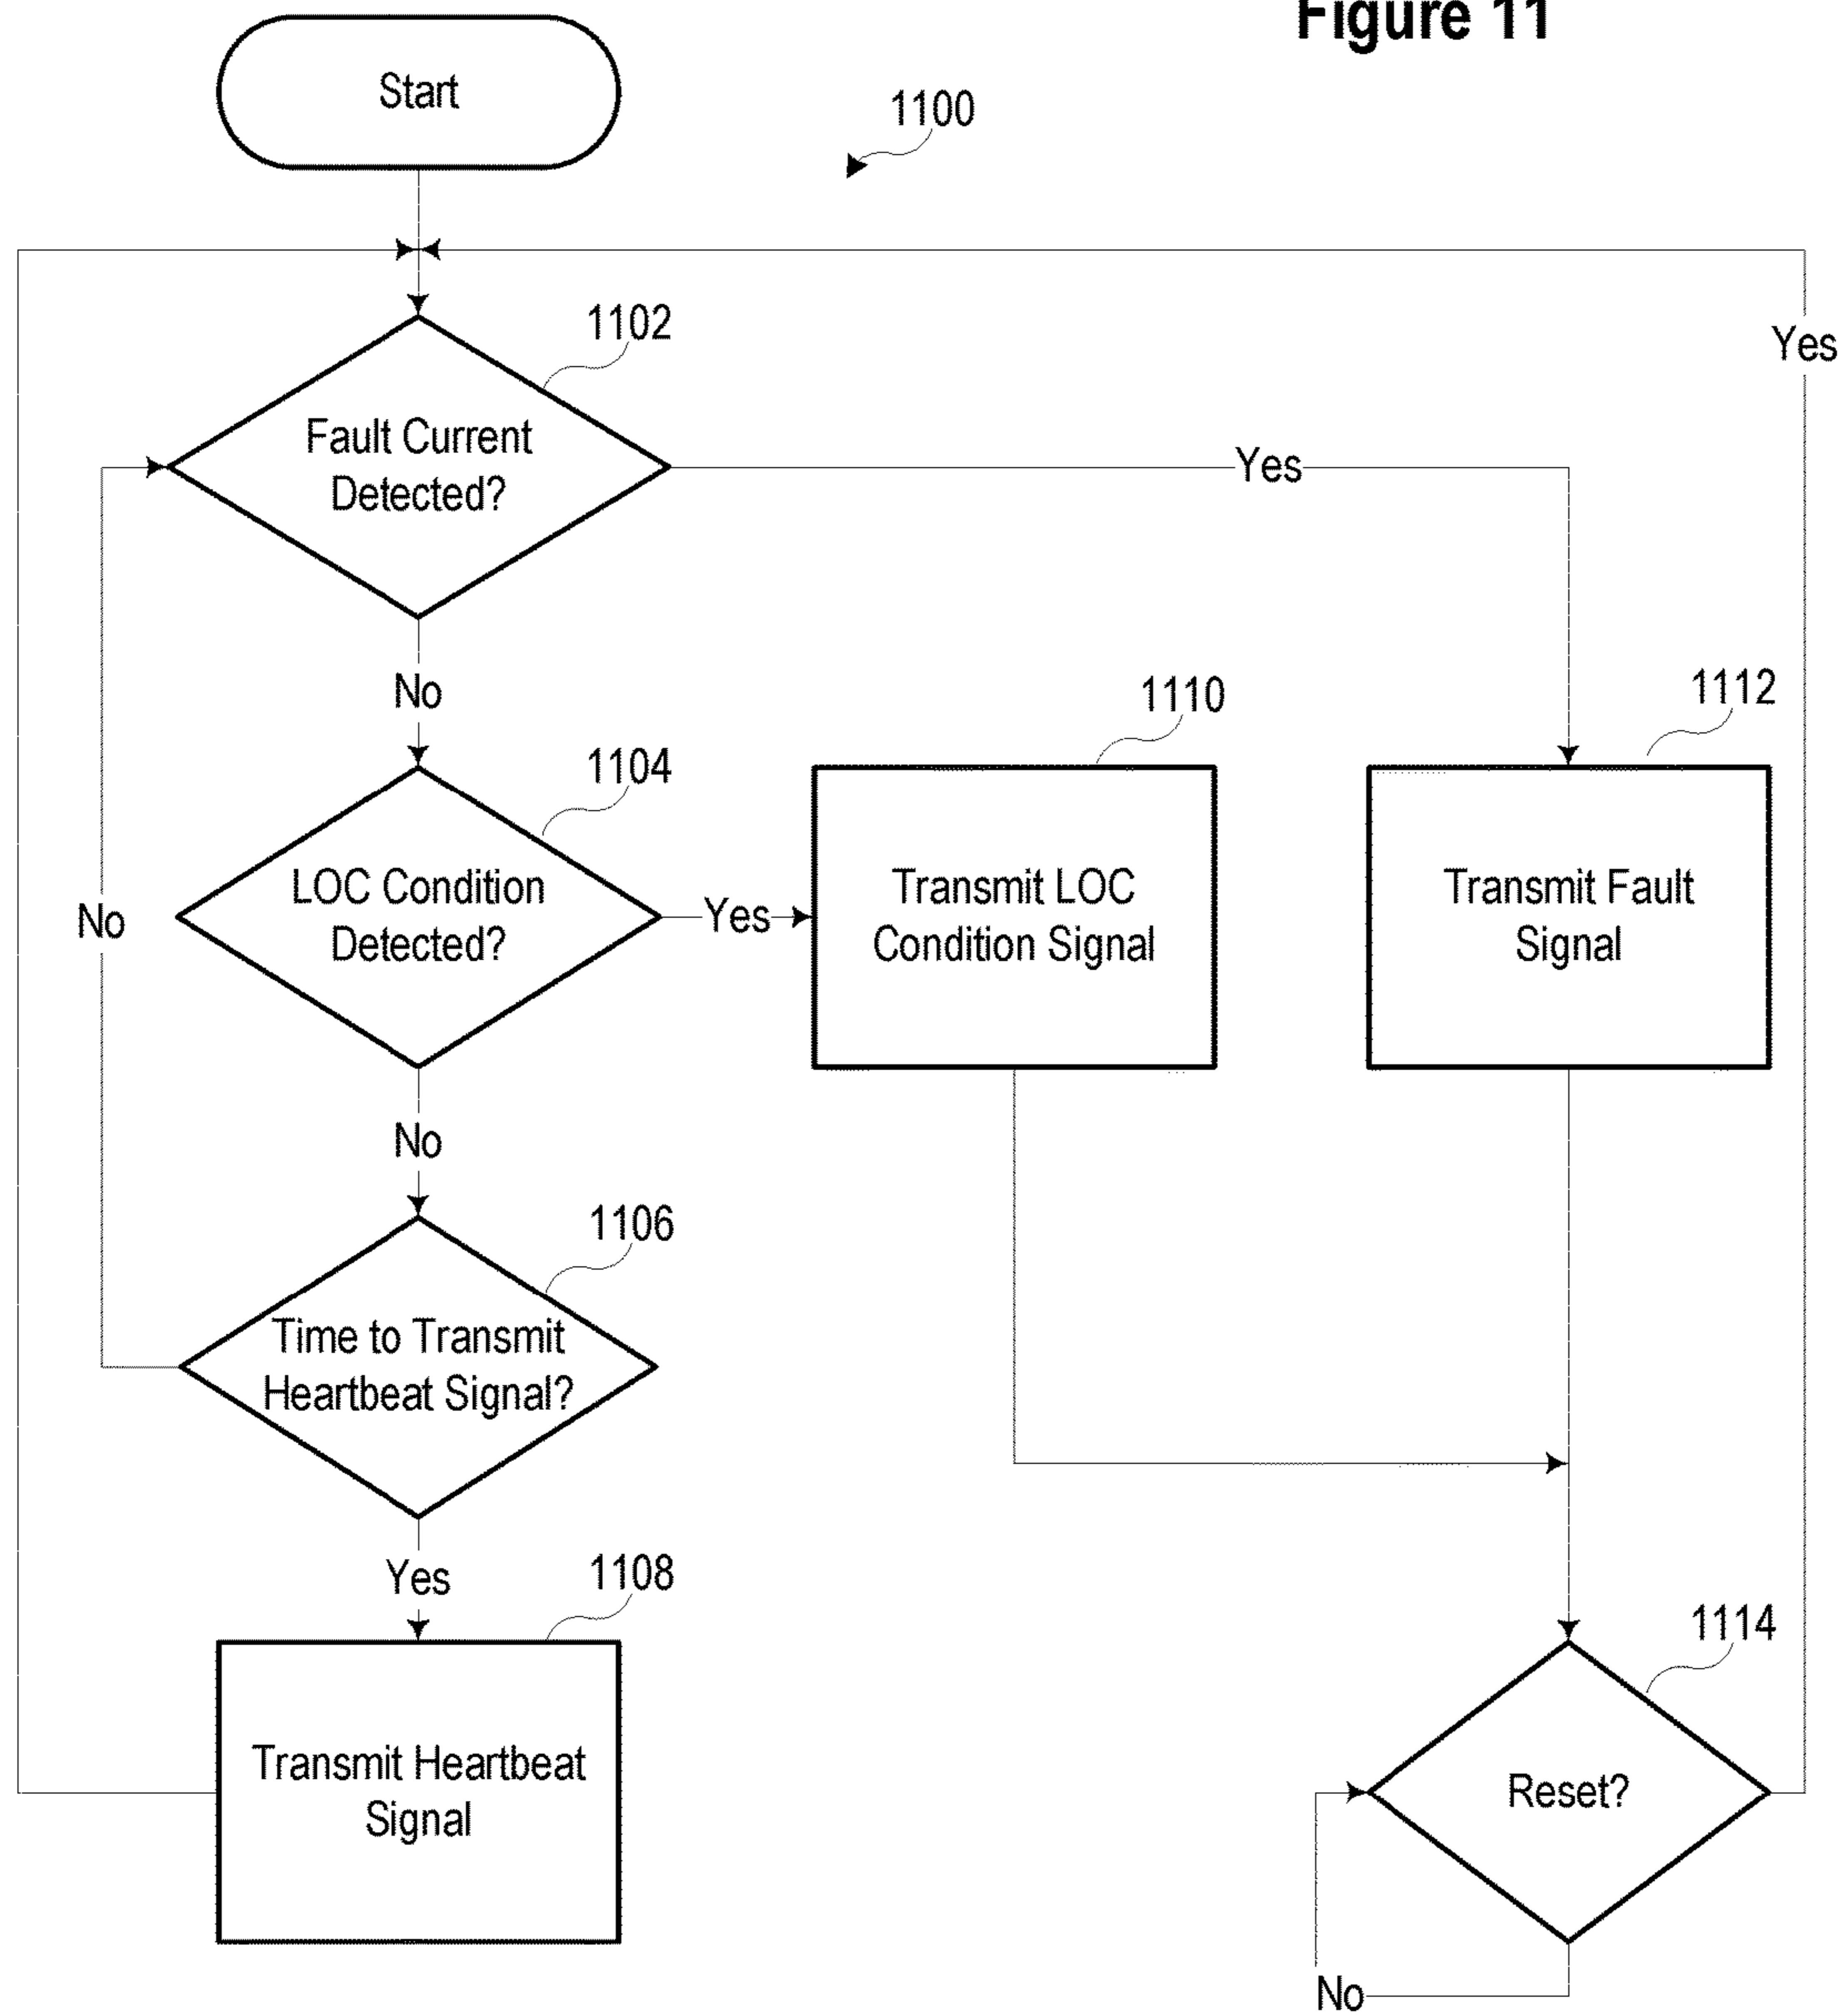 Figure 11
Start
1100
1102
Fault Current
Detected?
Yes
Yes
No
1104
LOC Condition
Detected?
Yes
1110
Transmit LOC
Condition Signal
1112
Transmit Fault
Signal
No
No
1106
Time to Transmit
Heartbeat Signal?
Yes
1108
Transmit Heartbeat
Signal
1114
Reset?
No